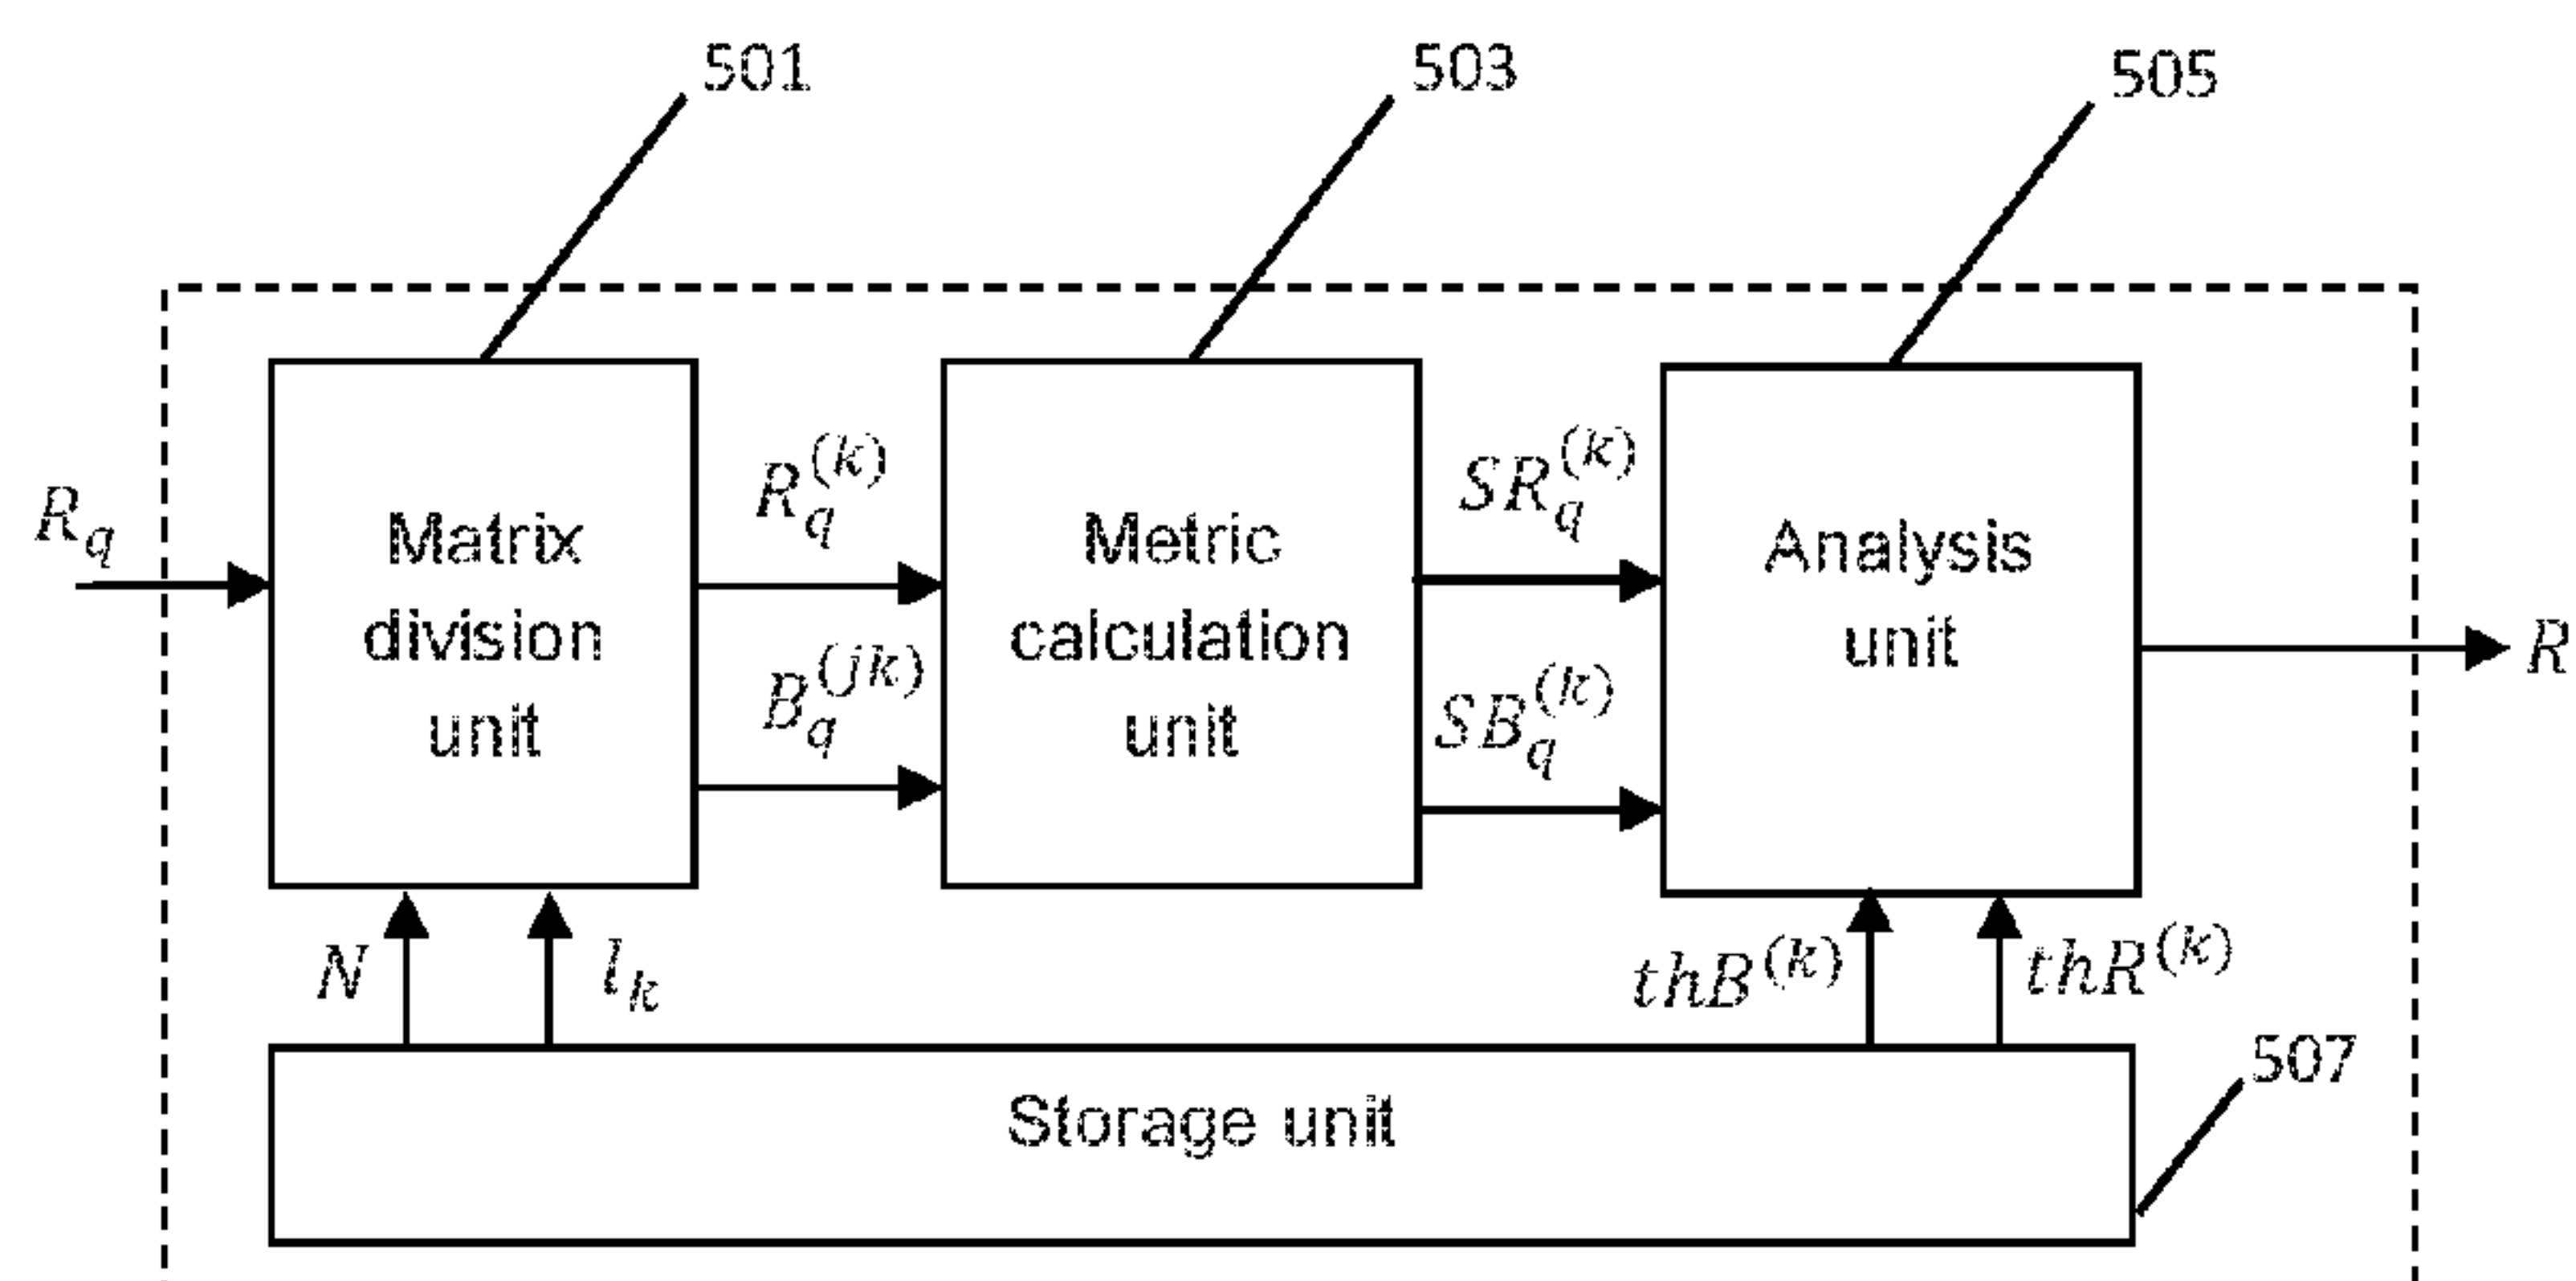 501
503
505
R_q
Matrix
division
unit
R_q^(k)
B_q^(jk)
Metric
calculation
unit
SR_q^(k)
SB_q^(k)
Analysis
unit
R
N
l_k
thB^(k)
thR^(k)
507
Storage unit